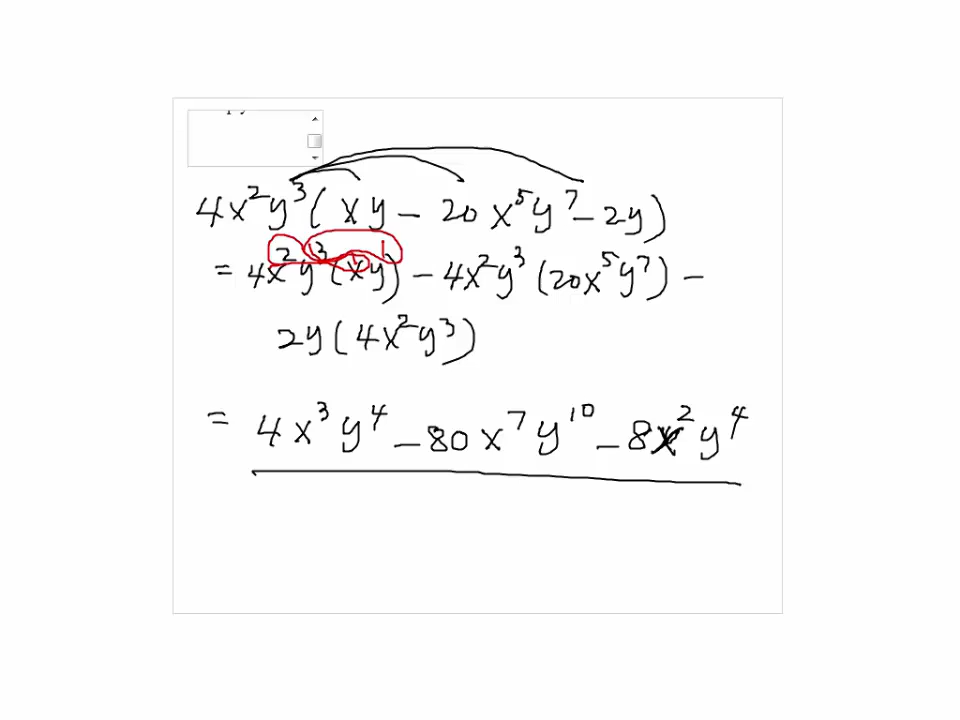 4x²y³(xy - 20x⁵y⁷ - 2y)
= 4x²y³(xy) - 4x²y³(20x⁵y⁷) -
2y(4x²y³)
= 4x³y⁴ - 80x⁷y¹⁰ - 8x²y⁴